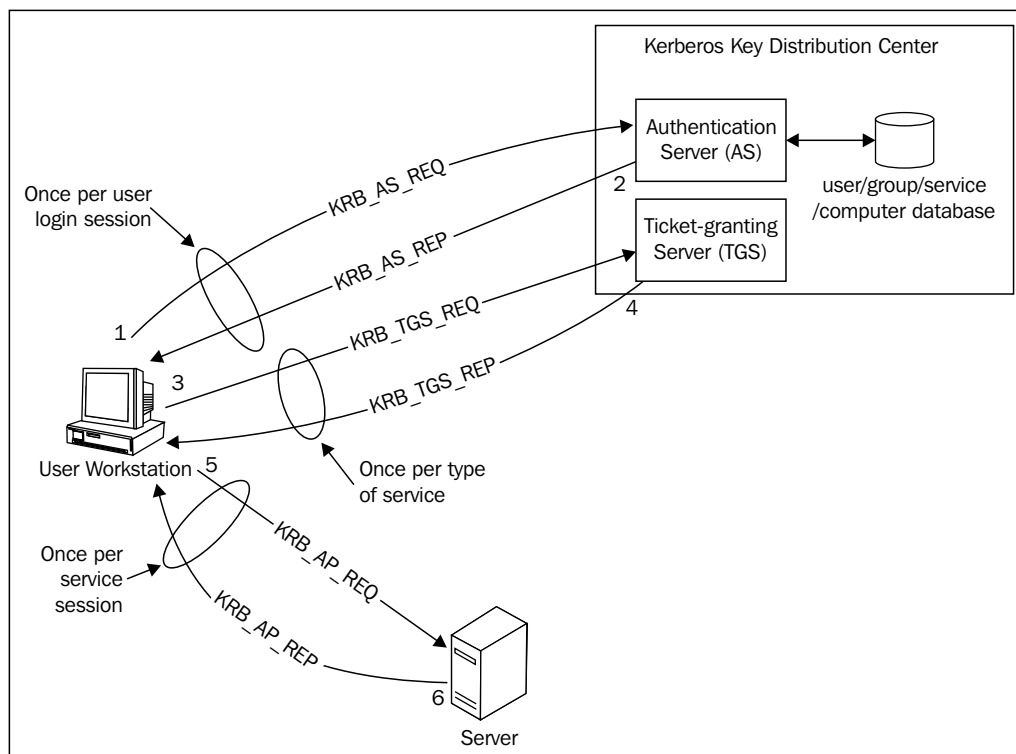 Kerberos Key Distribution Center
Authentication
Server (AS)
user/group/service
/computer database
Ticket-granting
Server (TGS)
Once per user
login session
KRB_AS_REQ
2
KRB_AS_REP
1
KRB_TGS_REQ
4
3
KRB_TGS_REP
User Workstation
5
Once per type
of service
KRB_AP_REQ
Once per
service
session
KRB_AP_REP
6
Server